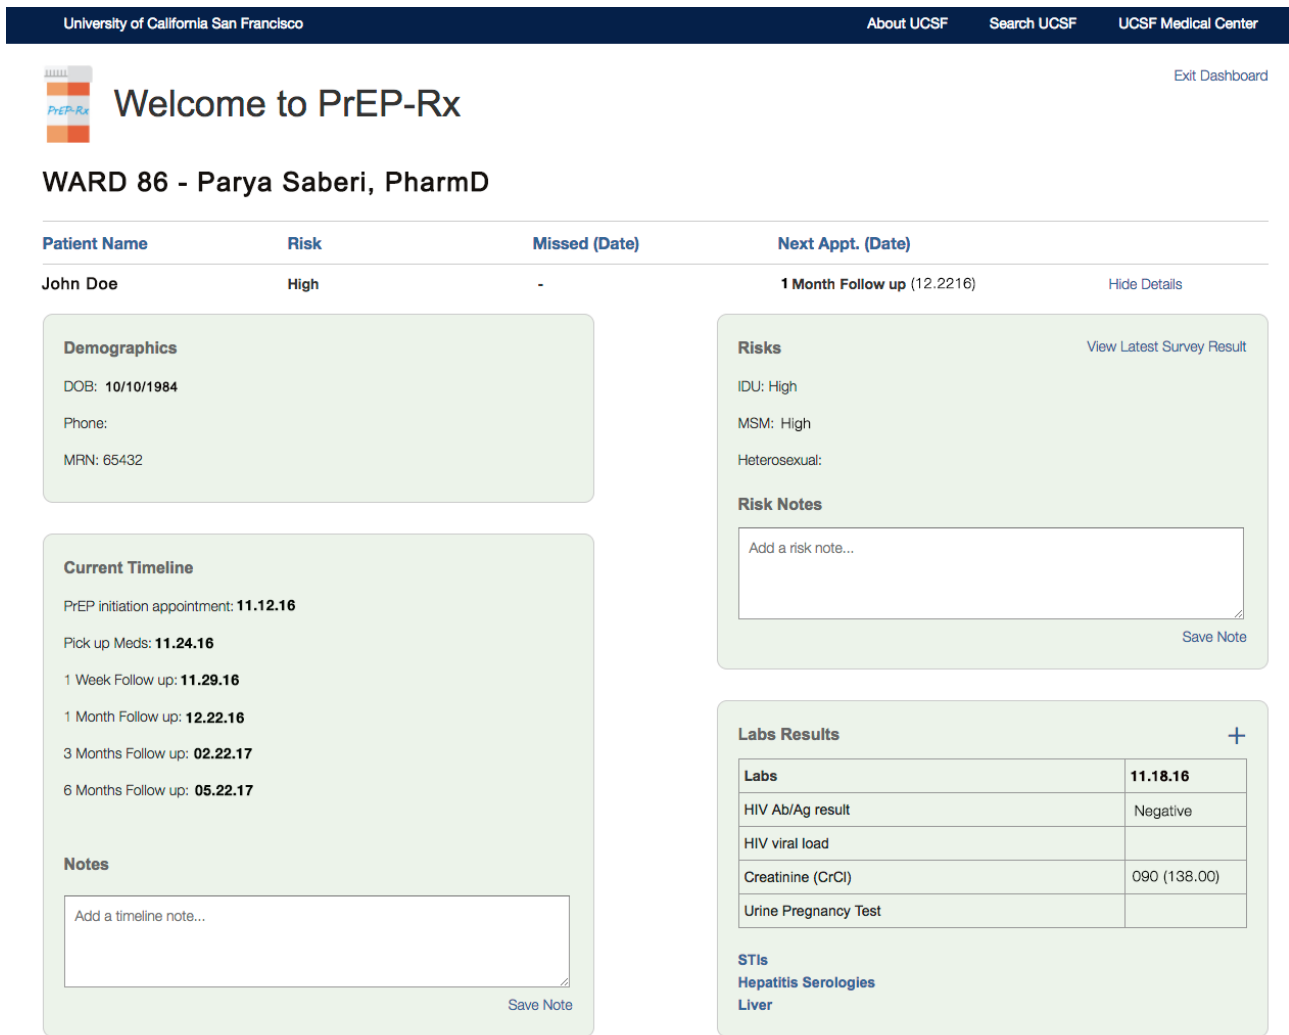 University of California San Francisco
About UCSF
Search UCSF
UCSF Medical Center
Exit Dashboard
PrEP-Rx
Welcome to PrEP-Rx
WARD 86 - Parya Saberi, PharmD
Patient Name
Risk
Missed (Date)
Next Appt. (Date)
John Doe
High
-
1 Month Follow up (12.2216)
Hide Details
Demographics
DOB: 10/10/1984
Phone:
MRN: 65432
Current Timeline
PrEP initiation appointment: 11.12.16
Pick up Meds: 11.24.16
1 Week Follow up: 11.29.16
1 Month Follow up: 12.22.16
3 Months Follow up: 02.22.17
6 Months Follow up: 05.22.17
Notes
Add a timeline note...
Save Note
Risks
View Latest Survey Result
IDU: High
MSM: High
Heterosexual:
Risk Notes
Add a risk note...
Save Note
Labs Results
+
Labs
11.18.16
HIV Ab/Ag result
Negative
HIV viral load
Creatinine (CrCl)
090 (138.00)
Urine Pregnancy Test
STIs
Hepatitis Serologies
Liver